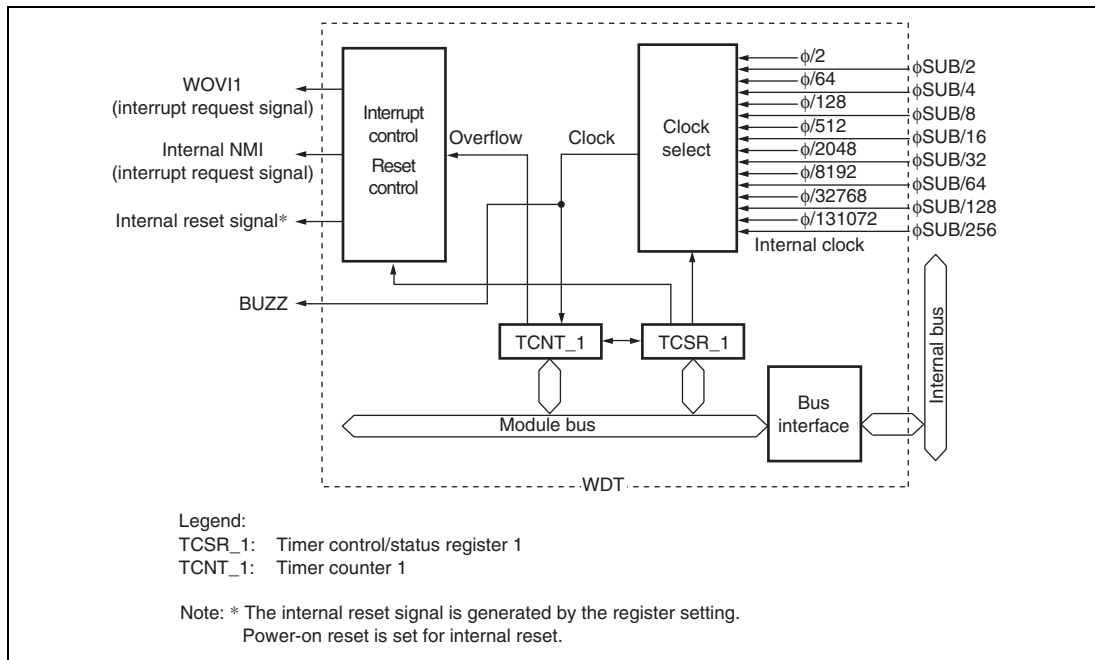 WOVI1
(interrupt request signal)
Internal NMI
(interrupt request signal)
Internal reset signal*
BUZZ
Interrupt
control
Reset
control
Overflow
Clock
Clock
select
ϕ/2
ϕ/64
ϕ/128
ϕ/512
ϕ/2048
ϕ/8192
ϕ/32768
ϕ/131072
Internal clock
ϕSUB/2
ϕSUB/4
ϕSUB/8
ϕSUB/16
ϕSUB/32
ϕSUB/64
ϕSUB/128
ϕSUB/256
TCNT_1
TCSR_1
Module bus
Bus
interface
Internal bus
WDT
Legend:
TCSR_1: Timer control/status register 1
TCNT_1: Timer counter 1
Note: * The internal reset signal is generated by the register setting.
Power-on reset is set for internal reset.